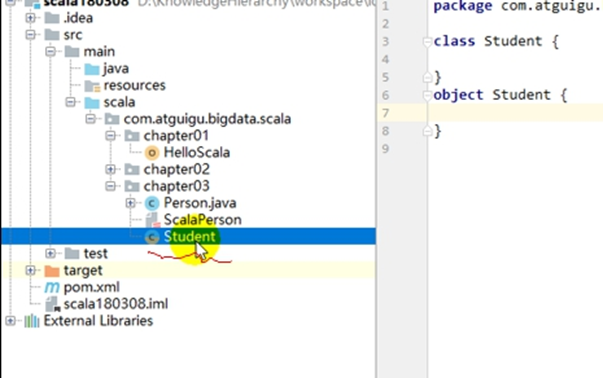 scala180308 D:\KnowledgeHierarchy\workspace\id
.idea
src
main
java
resources
scala
com.atguigu.bigdata.scala
chapter01
HelloScala
chapter02
chapter03
Person.java
ScalaPerson
Student
test
target
pom.xml
scala180308.iml
External Libraries
1 package com.atguigu.
2
3 class Student {
4
5 }
6 object Student {
7
8 }
9